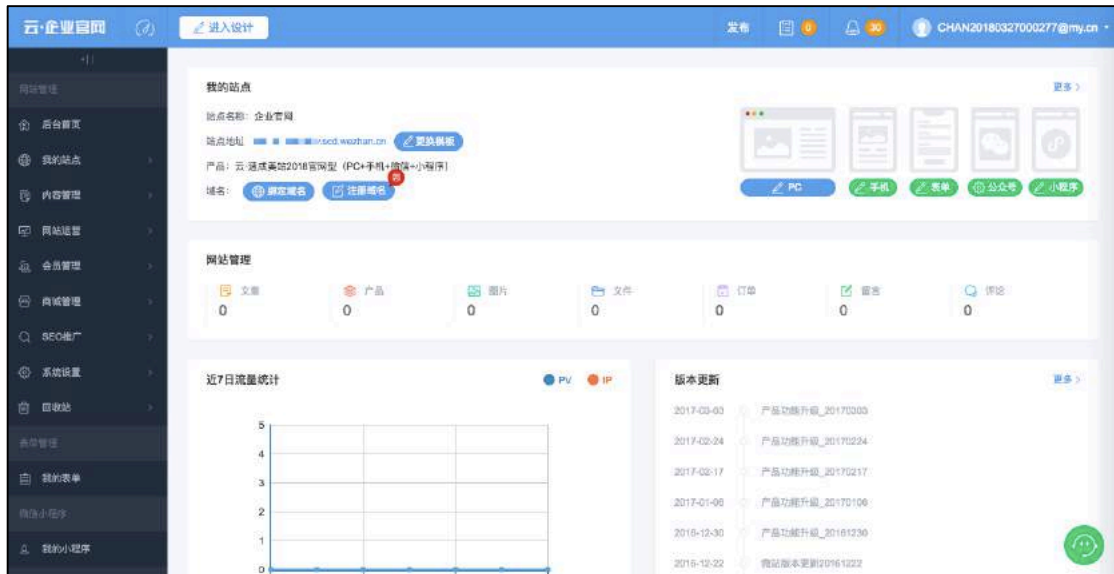 云·企业官网 进入设计 发布 0 30 CHAN20180327000277@my.cn
网站管理
后台首页
我的站点
内容管理
网站运营
会员管理
商城管理
SEO推广
系统设置
回收站
表单管理
我的表单
微信小程序
我的小程序
我的站点 更多
站点名称: 企业官网
站点地址 .scd.wezhan.cn 更换模板
产品: 云·速成美站2018官网型 (PC+手机+微信+小程序)
域名: 绑定域名 注册域名
PC 手机 表单 公众号 小程序
网站管理
文章 产品 图片 文件 订单 留言 评论
0 0 0 0 0 0 0
近7日流量统计 PV IP
5
4
3
2
1
0
版本更新 更多
2017-03-03 产品功能升级_20170303
2017-02-24 产品功能升级_20170224
2017-02-17 产品功能升级_20170217
2017-01-06 产品功能升级_20170106
2016-12-30 产品功能升级_20161230
2016-12-22 微站版本更新20161222